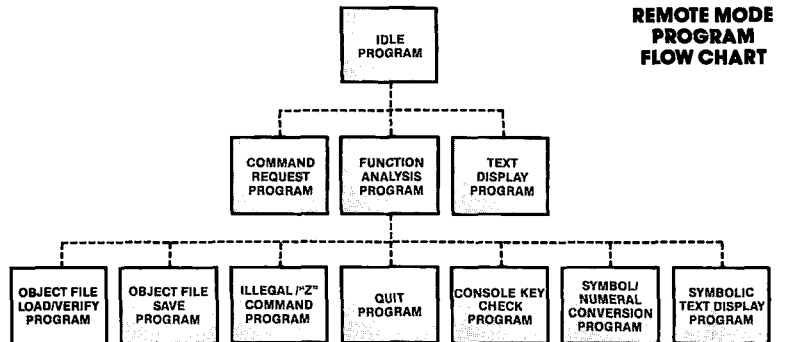 REMOTE MODE
PROGRAM
FLOW CHART
IDLE
PROGRAM
COMMAND
REQUEST
PROGRAM
FUNCTION
ANALYSIS
PROGRAM
TEXT
DISPLAY
PROGRAM
OBJECT FILE
LOAD/VERIFY
PROGRAM
OBJECT FILE
SAVE
PROGRAM
ILLEGAL /"Z"
COMMAND
PROGRAM
QUIT
PROGRAM
CONSOLE KEY
CHECK
PROGRAM
SYMBOL/
NUMERAL
CONVERSION
PROGRAM
SYMBOLIC
TEXT DISPLAY
PROGRAM